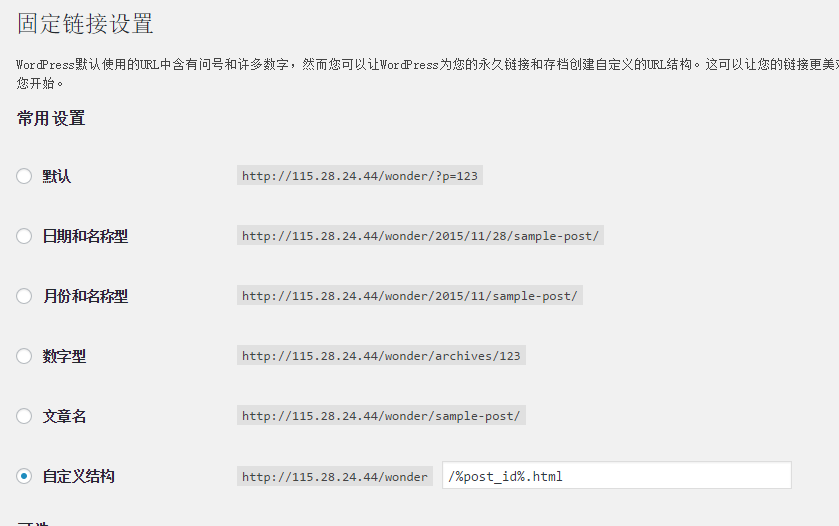 固定链接设置
WordPress默认使用的URL中含有问号和许多数字，然而您可以让WordPress为您的永久链接和存档创建自定义的URL结构。这可以让您的链接更美
您开始。
常用设置
默认 http://115.28.24.44/wonder/?p=123
日期和名称型 http://115.28.24.44/wonder/2015/11/28/sample-post/
月份和名称型 http://115.28.24.44/wonder/2015/11/sample-post/
数字型 http://115.28.24.44/wonder/archives/123
文章名 http://115.28.24.44/wonder/sample-post/
自定义结构 http://115.28.24.44/wonder /%post_id%.html